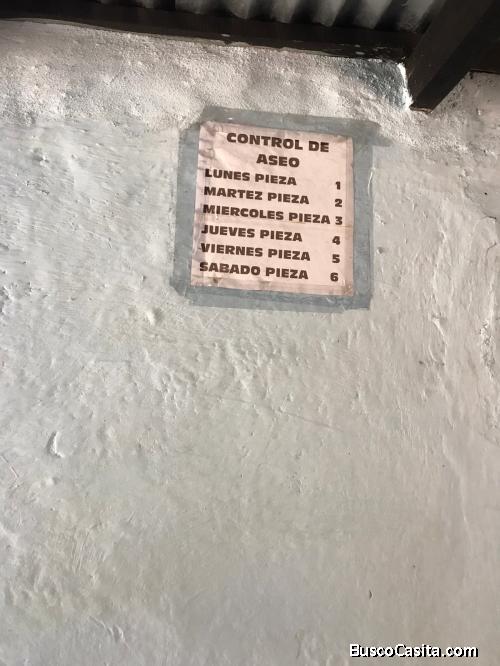 CONTROL DE
ASEO
LUNES PIEZA 1
MARTEZ PIEZA 2
MIERCOLES PIEZA 3
JUEVES PIEZA 4
VIERNES PIEZA 5
SABADO PIEZA 6
BuscoCasita.com